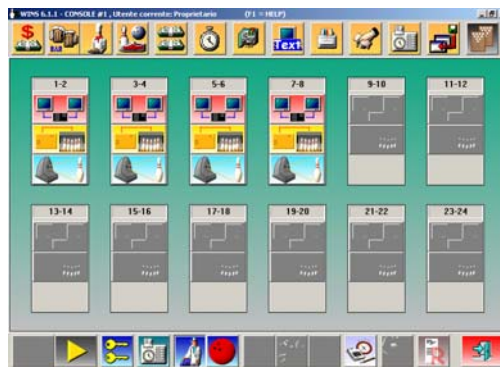 WINS 6.1.1 - CONSOLE #1 , Utente corrente: Proprietario (F1 = HELP)
Text
1-2 3-4 5-6 7-8 9-10 11-12
13-14 15-16 17-18 19-20 21-22 23-24
R